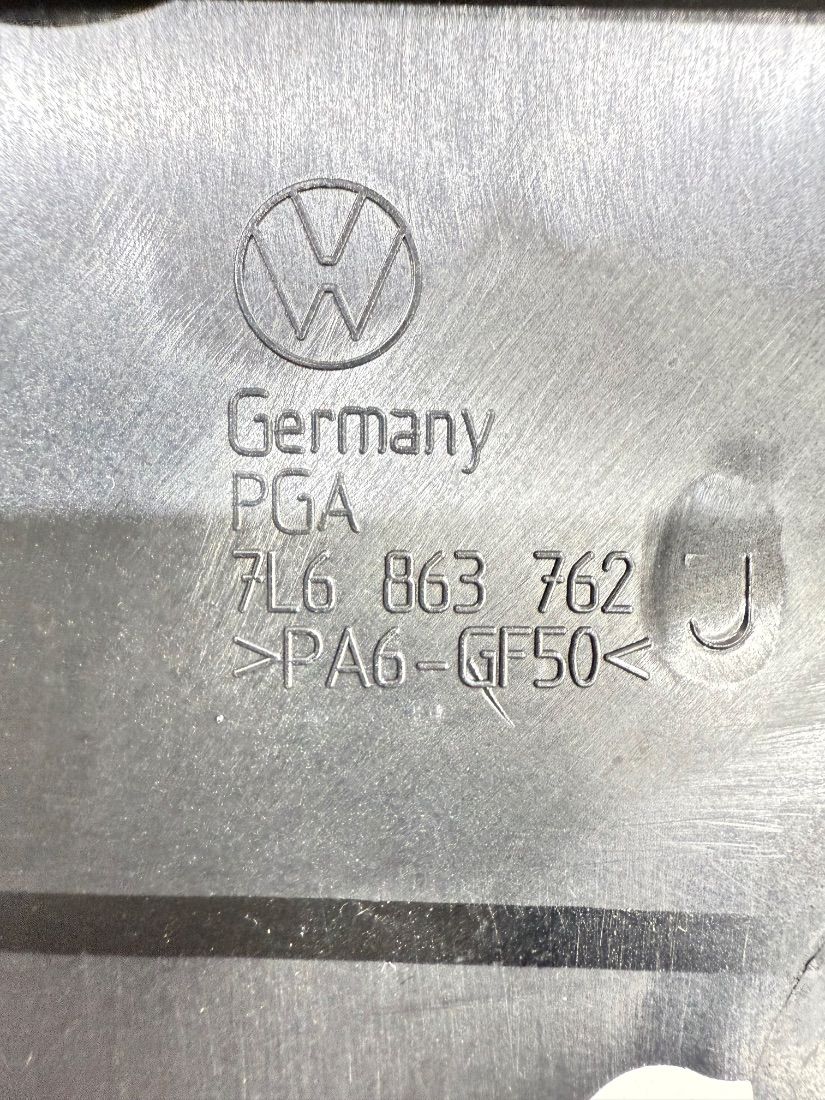 Germany
PGA
7L6 863 762 J
>PA6-GF50<